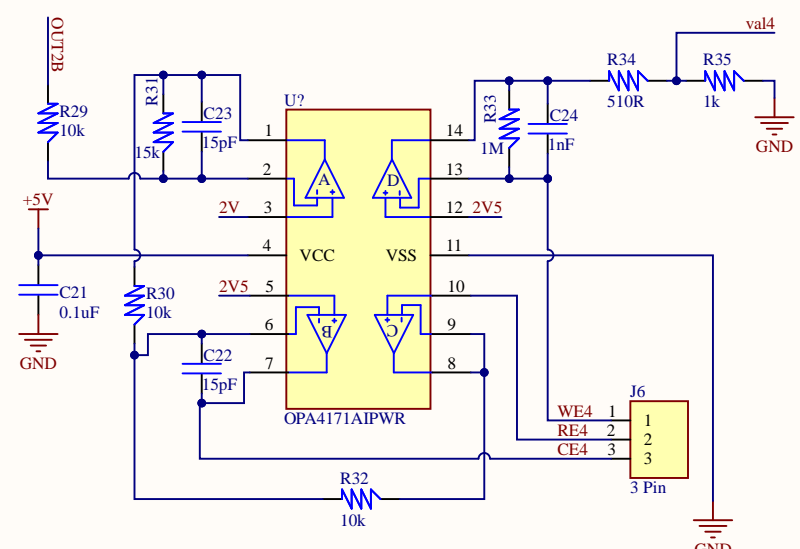 OUT2B
val4
R34
R35
510R
1k
GND
R29
10k
R31
15k
C23
15pF
U?
R33
1M
C24
1nF
1
14
2
13
A
D
+5V
2V
3
12
2V5
4
VCC
VSS
11
C21
0.1uF
GND
R30
10k
2V5
5
10
6
B
C
9
C22
15pF
7
8
OPA4171AIPWR
J6
WE4
1
1
RE4
2
2
CE4
3
3
3 Pin
R32
10k
GND